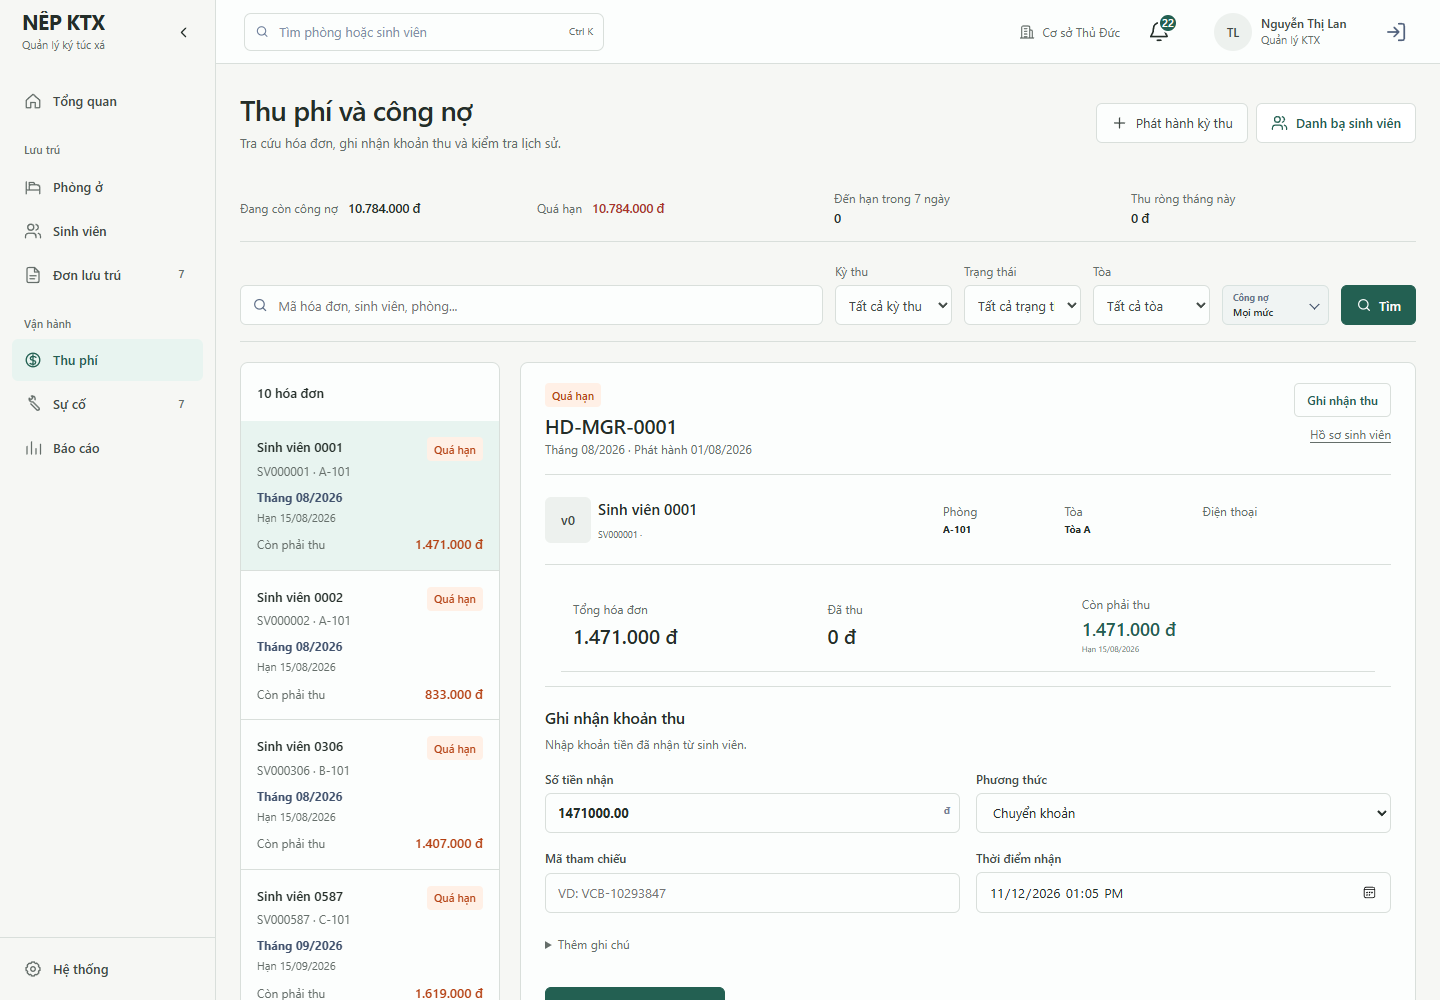 NẾP KTX
Quản lý ký túc xá
Tổng quan
Lưu trú
Phòng ở
Sinh viên
Đơn lưu trú 7
Vận hành
Thu phí
Sự cố 7
Báo cáo
Hệ thống
Tìm phòng hoặc sinh viên Ctrl K
Cơ sở Thủ Đức
22
TL
Nguyễn Thị Lan
Quản lý KTX
Thu phí và công nợ
Tra cứu hóa đơn, ghi nhận khoản thu và kiểm tra lịch sử.
Phát hành kỳ thu
Danh bạ sinh viên
Đang còn công nợ 10.784.000 đ
Quá hạn 10.784.000 đ
Đến hạn trong 7 ngày
0
Thu ròng tháng này
0 đ
Mã hóa đơn, sinh viên, phòng...
Kỳ thu
Tất cả kỳ thu
Trạng thái
Tất cả trạng t
Tòa
Tất cả tòa
Công nợ
Mọi mức
Tìm
10 hóa đơn
Sinh viên 0001 Quá hạn
SV000001 · A-101
Tháng 08/2026
Hạn 15/08/2026
Còn phải thu 1.471.000 đ
Sinh viên 0002 Quá hạn
SV000002 · A-101
Tháng 08/2026
Hạn 15/08/2026
Còn phải thu 833.000 đ
Sinh viên 0306 Quá hạn
SV000306 · B-101
Tháng 08/2026
Hạn 15/08/2026
Còn phải thu 1.407.000 đ
Sinh viên 0587 Quá hạn
SV000587 · C-101
Tháng 09/2026
Hạn 15/09/2026
Còn phải thu 1.619.000 đ
Quá hạn
HD-MGR-0001
Tháng 08/2026 · Phát hành 01/08/2026
Ghi nhận thu
Hồ sơ sinh viên
v0
Sinh viên 0001
SV000001 ·
Phòng
A-101
Tòa
Tòa A
Điện thoại
Tổng hóa đơn
1.471.000 đ
Đã thu
0 đ
Còn phải thu
1.471.000 đ
Hạn 15/08/2026
Ghi nhận khoản thu
Nhập khoản tiền đã nhận từ sinh viên.
Số tiền nhận
1471000.00 đ
Phương thức
Chuyển khoản
Mã tham chiếu
VD: VCB-10293847
Thời điểm nhận
11/12/2026 01:05 PM
Thêm ghi chú